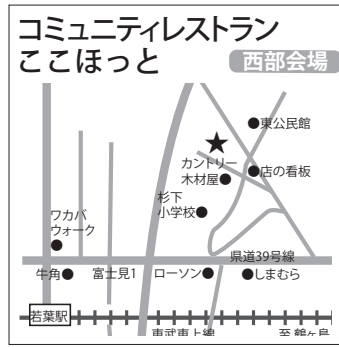 コミュニティレストラン
ここほっと
西部会場
東公民館
カントリー
木材屋
店の看板
杉下
小学校
ワカバ
ウォーク
県道39号線
牛角
富士見1
ローソン
しまむら
若葉駅
東武東上線
至 鶴ヶ島